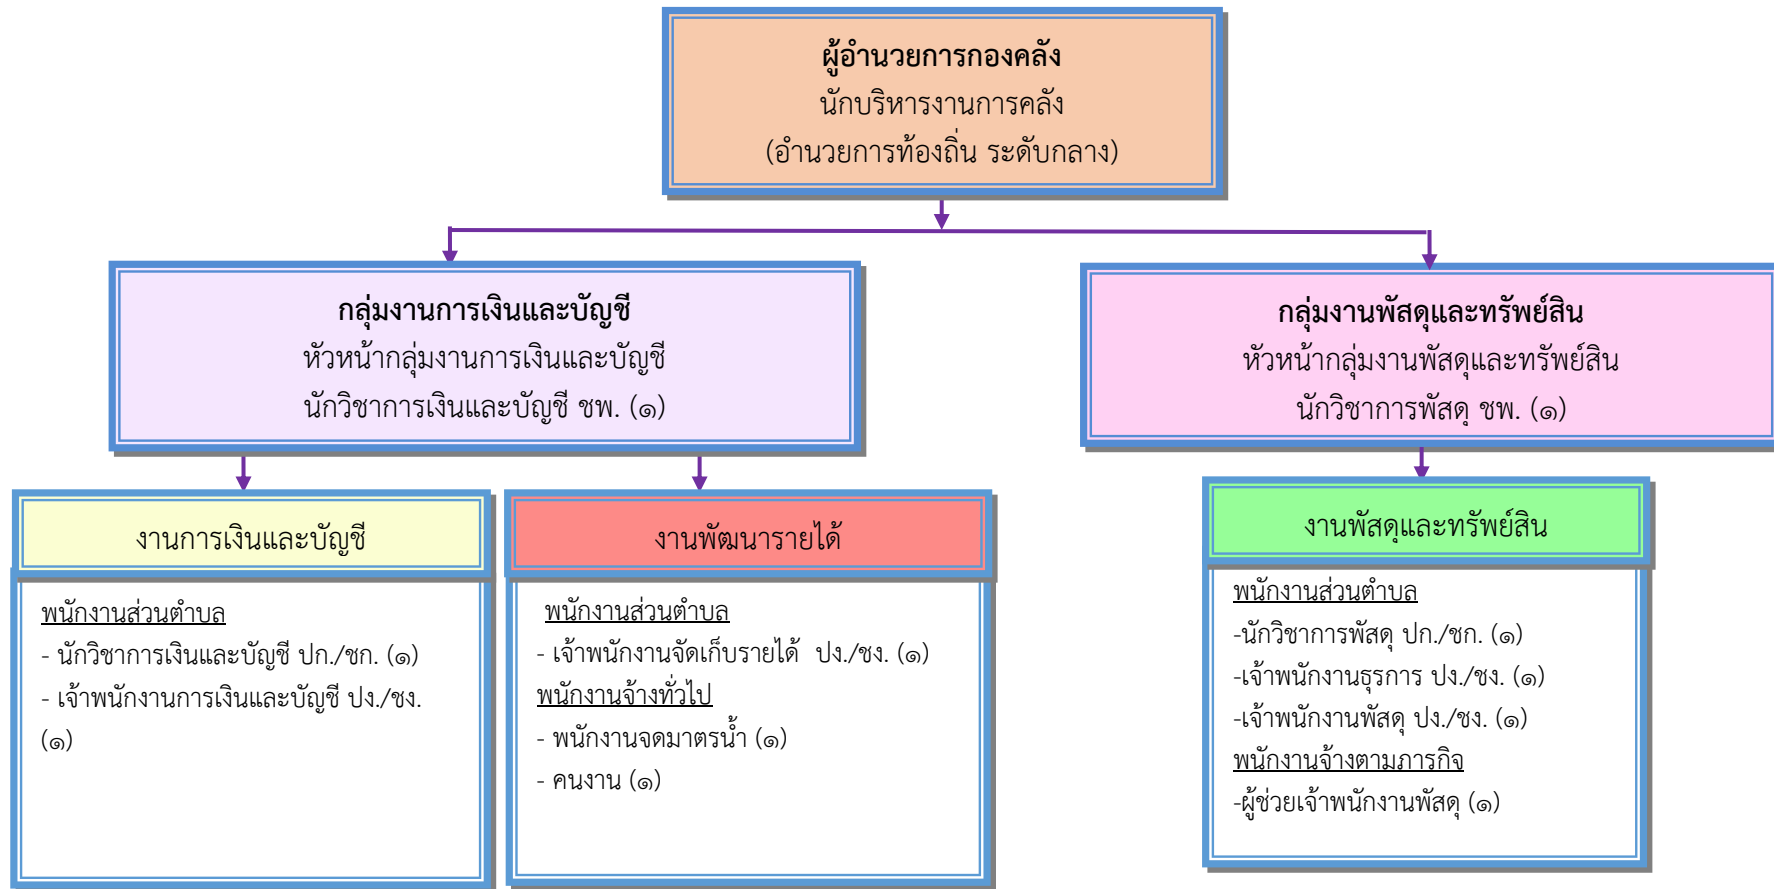 ผู้อำนวยการกองคลัง
นักบริหารงานการคลัง
(อำนวยการท้องถิ่น ระดับกลาง)
กลุ่มงานการเงินและบัญชี
หัวหน้ากลุ่มงานการเงินและบัญชี
นักวิชาการเงินและบัญชี ชพ. (๑)
กลุ่มงานพัสดุและทรัพย์สิน
หัวหน้ากลุ่มงานพัสดุและทรัพย์สิน
นักวิชาการพัสดุ ชพ. (๑)
งานการเงินและบัญชี
พนักงานส่วนตำบล
- นักวิชาการเงินและบัญชี ปก./ชก. (๑)
- เจ้าพนักงานการเงินและบัญชี ปง./ชง.
(๑)
งานพัฒนารายได้
พนักงานส่วนตำบล
- เจ้าพนักงานจัดเก็บรายได้  ปง./ชง. (๑)
พนักงานจ้างทั่วไป
- พนักงานจดมาตรน้ำ (๑)
- คนงาน (๑)
งานพัสดุและทรัพย์สิน
พนักงานส่วนตำบล
-นักวิชาการพัสดุ ปก./ชก. (๑)
-เจ้าพนักงานธุรการ ปง./ชง. (๑)
-เจ้าพนักงานพัสดุ ปง./ชง. (๑)
พนักงานจ้างตามภารกิจ
-ผู้ช่วยเจ้าพนักงานพัสดุ (๑)